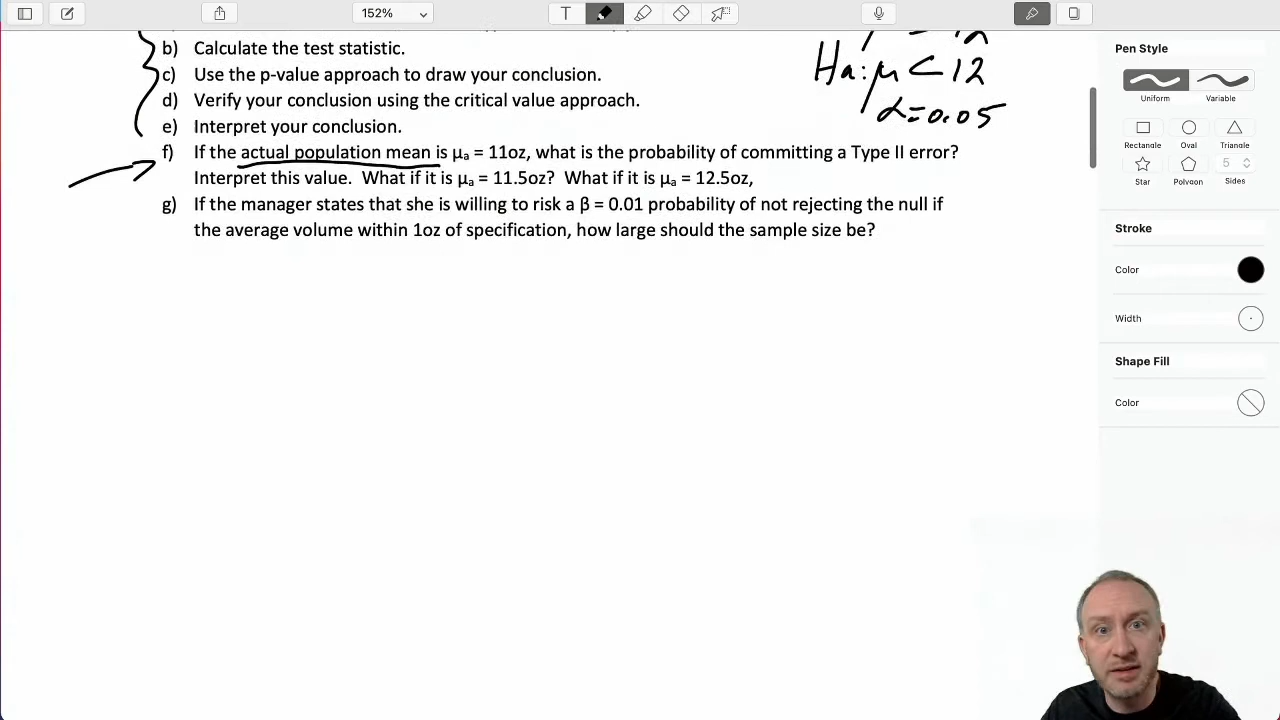 152%
T
b) Calculate the test statistic.
c) Use the p-value approach to draw your conclusion.
d) Verify your conclusion using the critical value approach.
e) Interpret your conclusion.
f) If the actual population mean is μₐ = 11oz, what is the probability of committing a Type II error?
Interpret this value. What if it is μₐ = 11.5oz? What if it is μₐ = 12.5oz,
g) If the manager states that she is willing to risk a β = 0.01 probability of not rejecting the null if
the average volume within 1oz of specification, how large should the sample size be?
Ha: μ < 12
α = 0.05
Pen Style
Uniform Variable
Rectangle Oval Triangle
Star Polygon 5 Sides
Stroke
Color
Width
Shape Fill
Color